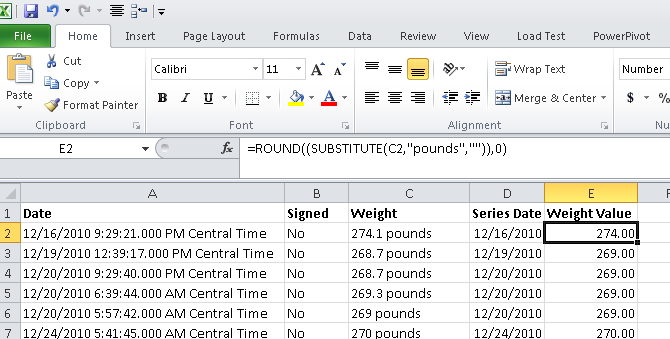 File Home Insert Page Layout Formulas Data Review View Load Test PowerPivot
Paste Cut Calibri 11 A A Wrap Text Number
Copy
Format Painter B I U A Merge & Center $ %
Clipboard Font Alignment Nu
E2 fx =ROUND((SUBSTITUTE(C2,"pounds","")),0)
A B C D E
1 Date Signed Weight Series Date Weight Value
2 12/16/2010 9:29:21.000 PM Central Time No 274.1 pounds 12/16/2010 274.00
3 12/19/2010 12:39:17.000 PM Central Time No 268.7 pounds 12/19/2010 269.00
4 12/20/2010 9:29:40.000 PM Central Time No 268.7 pounds 12/20/2010 269.00
5 12/20/2010 6:39:44.000 AM Central Time No 269.3 pounds 12/20/2010 269.00
6 12/20/2010 5:57:42.000 AM Central Time No 269 pounds 12/20/2010 269.00
7 12/24/2010 5:41:45.000 AM Central Time No 270 pounds 12/24/2010 270.00